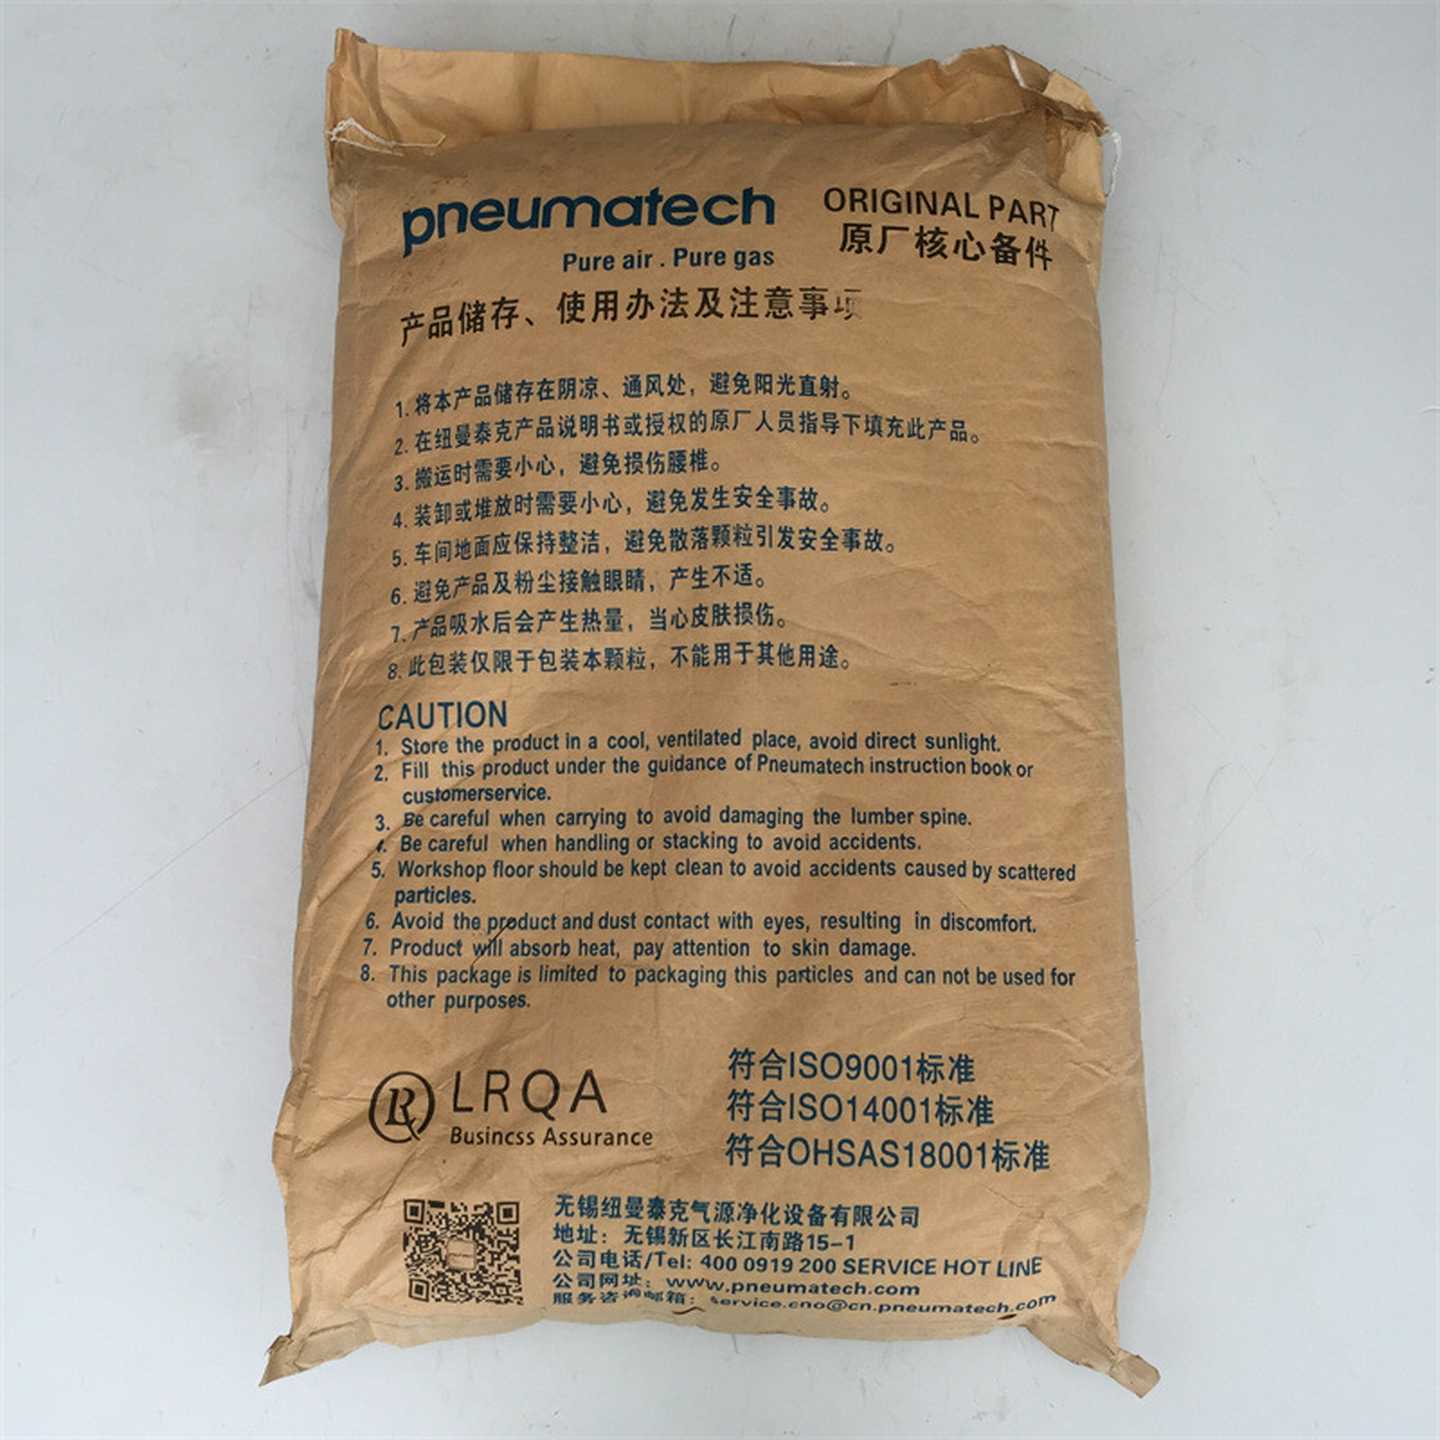 pneumatech
Pure air . Pure gas
ORIGINAL PART
原厂核心备件
产品储存、使用办法及注意事项
1. 将本产品储存在阴凉、通风处，避免阳光直射。
2. 在纽曼泰克产品说明书或授权的原厂人员指导下填充此产品。
3. 搬运时需要小心，避免损伤腰椎。
4. 装卸或堆放时需要小心，避免发生安全事故。
5. 车间地面应保持整洁，避免散落颗粒引发安全事故。
6. 避免产品及粉尘接触眼睛，产生不适。
7. 产品吸水后会产生热量，当心皮肤损伤。
8. 此包装仅限于包装本颗粒，不能用于其他用途。
CAUTION
1. Store the product in a cool, ventilated place, avoid direct sunlight.
2. Fill this product under the guidance of Pneumatech instruction book or
customerservice.
3. Be careful when carrying to avoid damaging the lumber spine.
4. Be careful when handling or stacking to avoid accidents.
5. Workshop floor should be kept clean to avoid accidents caused by scattered
particles.
6. Avoid the product and dust contact with eyes, resulting in discomfort.
7. Product will absorb heat, pay attention to skin damage.
8. This package is limited to packaging this particles and can not be used for
other purposes.
LRQA
Busincss Assurance
符合ISO9001标准
符合ISO14001标准
符合OHSAS18001标准
无锡纽曼泰克气源净化设备有限公司
地址：无锡新区长江南路15-1
公司电话/Tel: 400 0919 200 SERVICE HOT LINE
公司网址：www.pneumatech.com
服务咨询邮箱：service.cno@cn.pneumatech.com